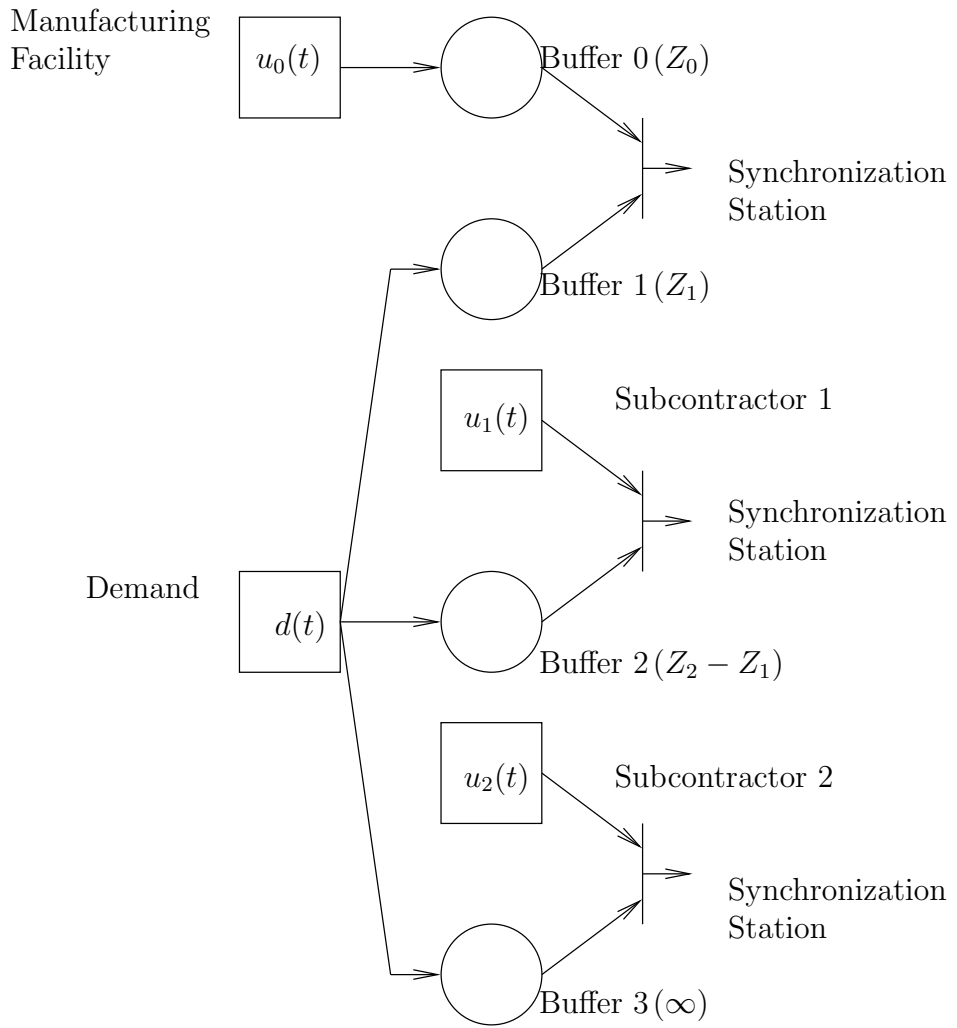 Manufacturing
Facility
u₀(t)
Buffer 0 (Z₀)
Synchronization
Station
Buffer 1 (Z₁)
u₁(t)
Subcontractor 1
Synchronization
Station
Demand
d(t)
Buffer 2 (Z₂ − Z₁)
u₂(t)
Subcontractor 2
Synchronization
Station
Buffer 3 (∞)